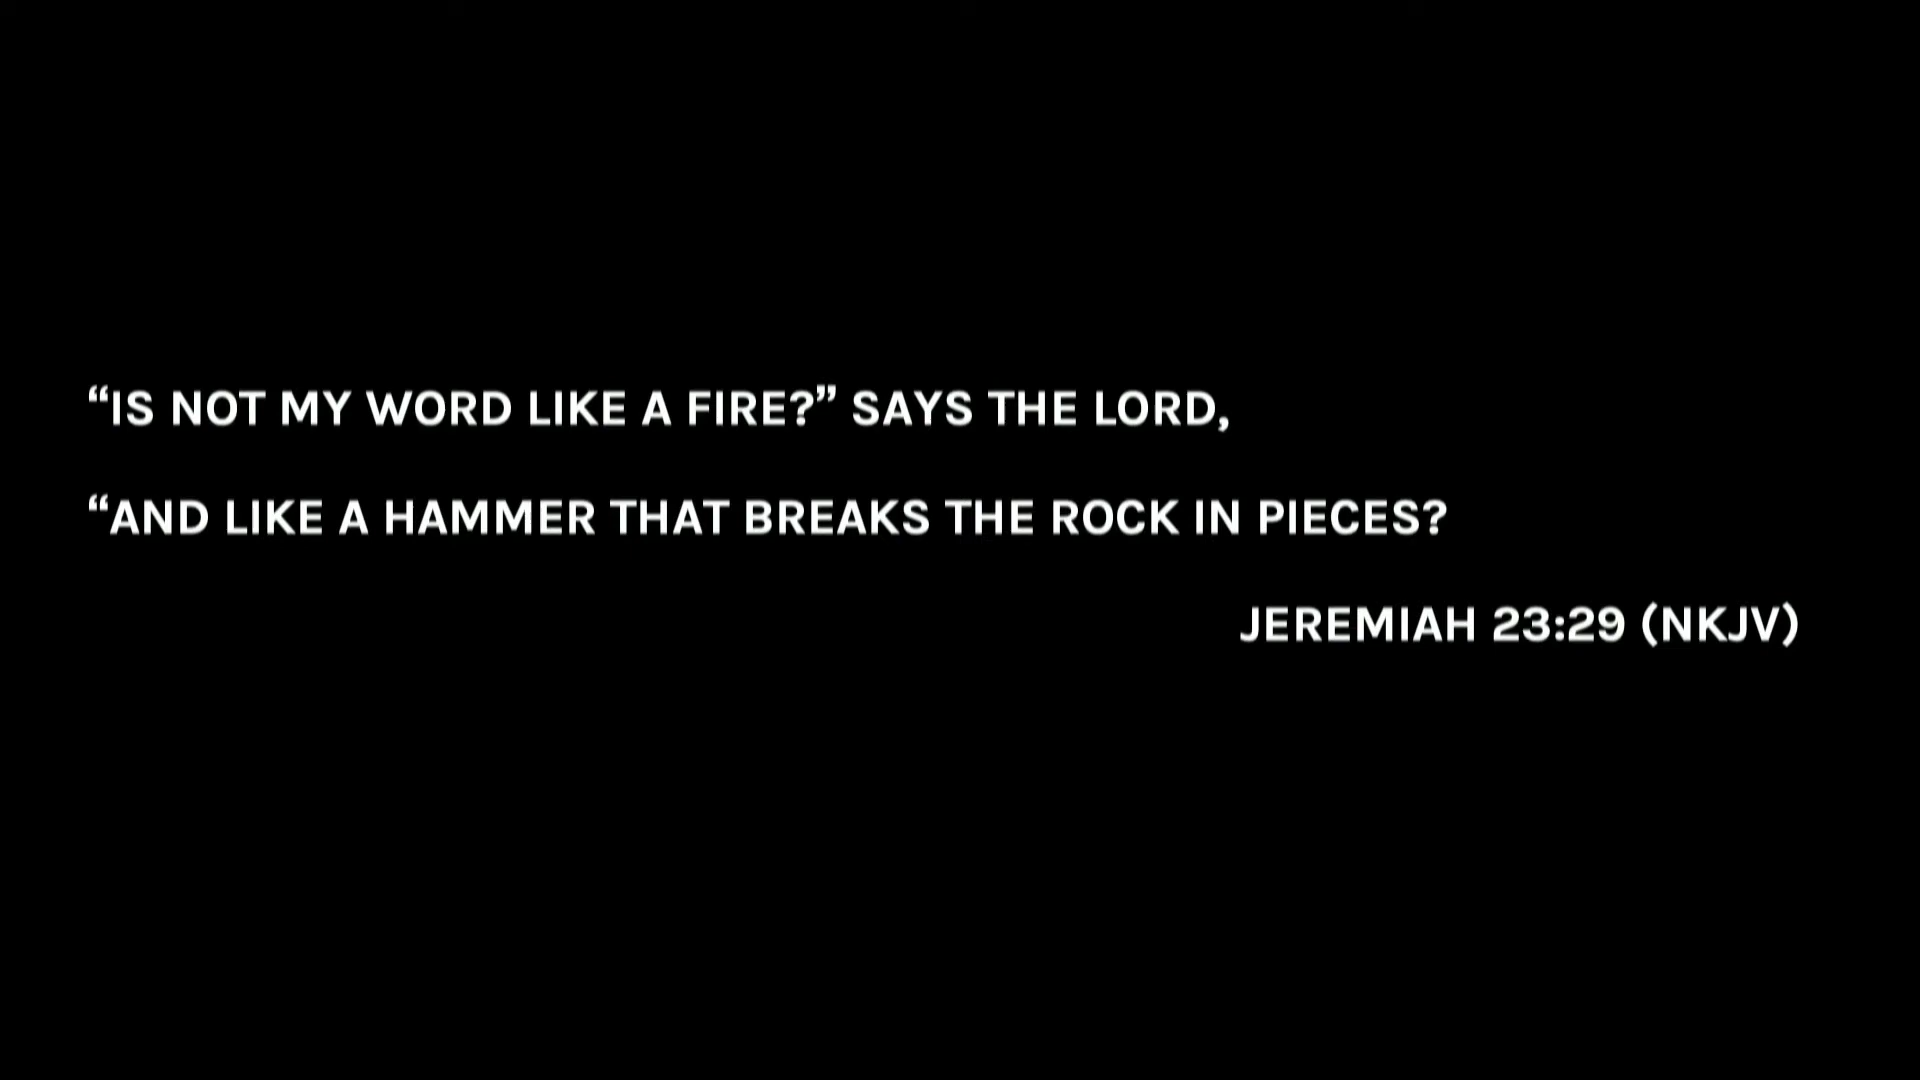 “IS NOT MY WORD LIKE A FIRE?” SAYS THE LORD,
“AND LIKE A HAMMER THAT BREAKS THE ROCK IN PIECES?
JEREMIAH 23:29 (NKJV)